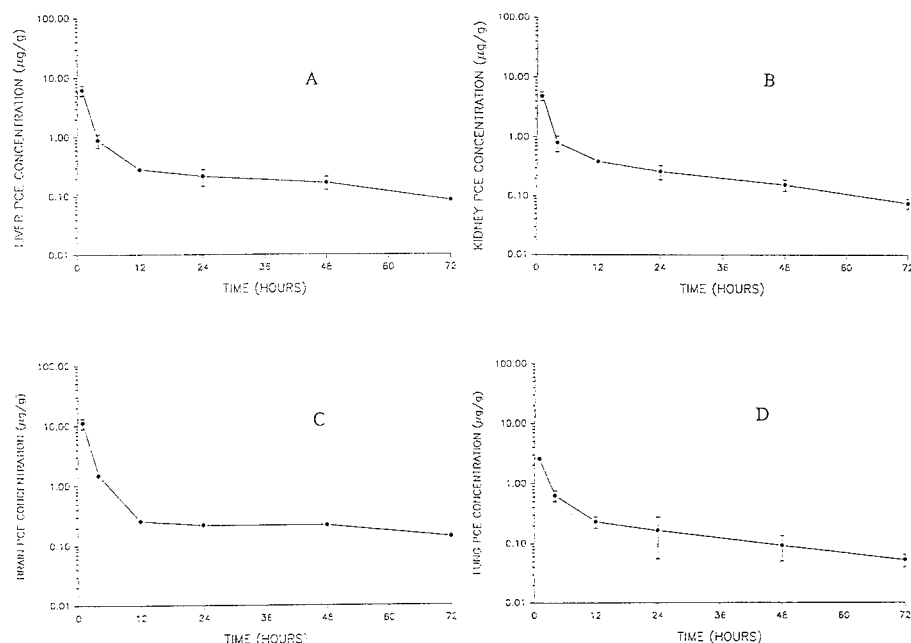 100.00
10.00
1.00
0.10
0.01
LIVER PCE CONCENTRATION (µg/g)
A
0 12 24 36 48 60 72
TIME (HOURS)
100.00
10.00
1.00
0.10
0.01
KIDNEY PCE CONCENTRATION (µg/g)
B
0 12 24 36 48 60 72
TIME (HOURS)
100.00
10.00
1.00
0.10
0.01
BRAIN PCE CONCENTRATION (µg/g)
C
0 12 24 36 48 60 72
TIME (HOURS)
100.00
10.00
1.00
0.10
0.01
LUNG PCE CONCENTRATION (µg/g)
D
0 12 24 36 48 60 72
TIME (HOURS)